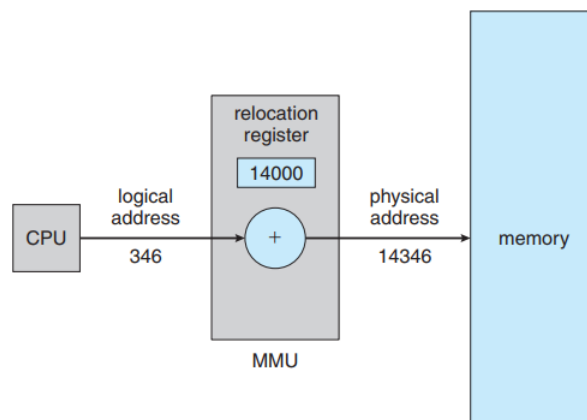 relocation
register
14000
logical
address
346
CPU
+
physical
address
14346
memory
MMU